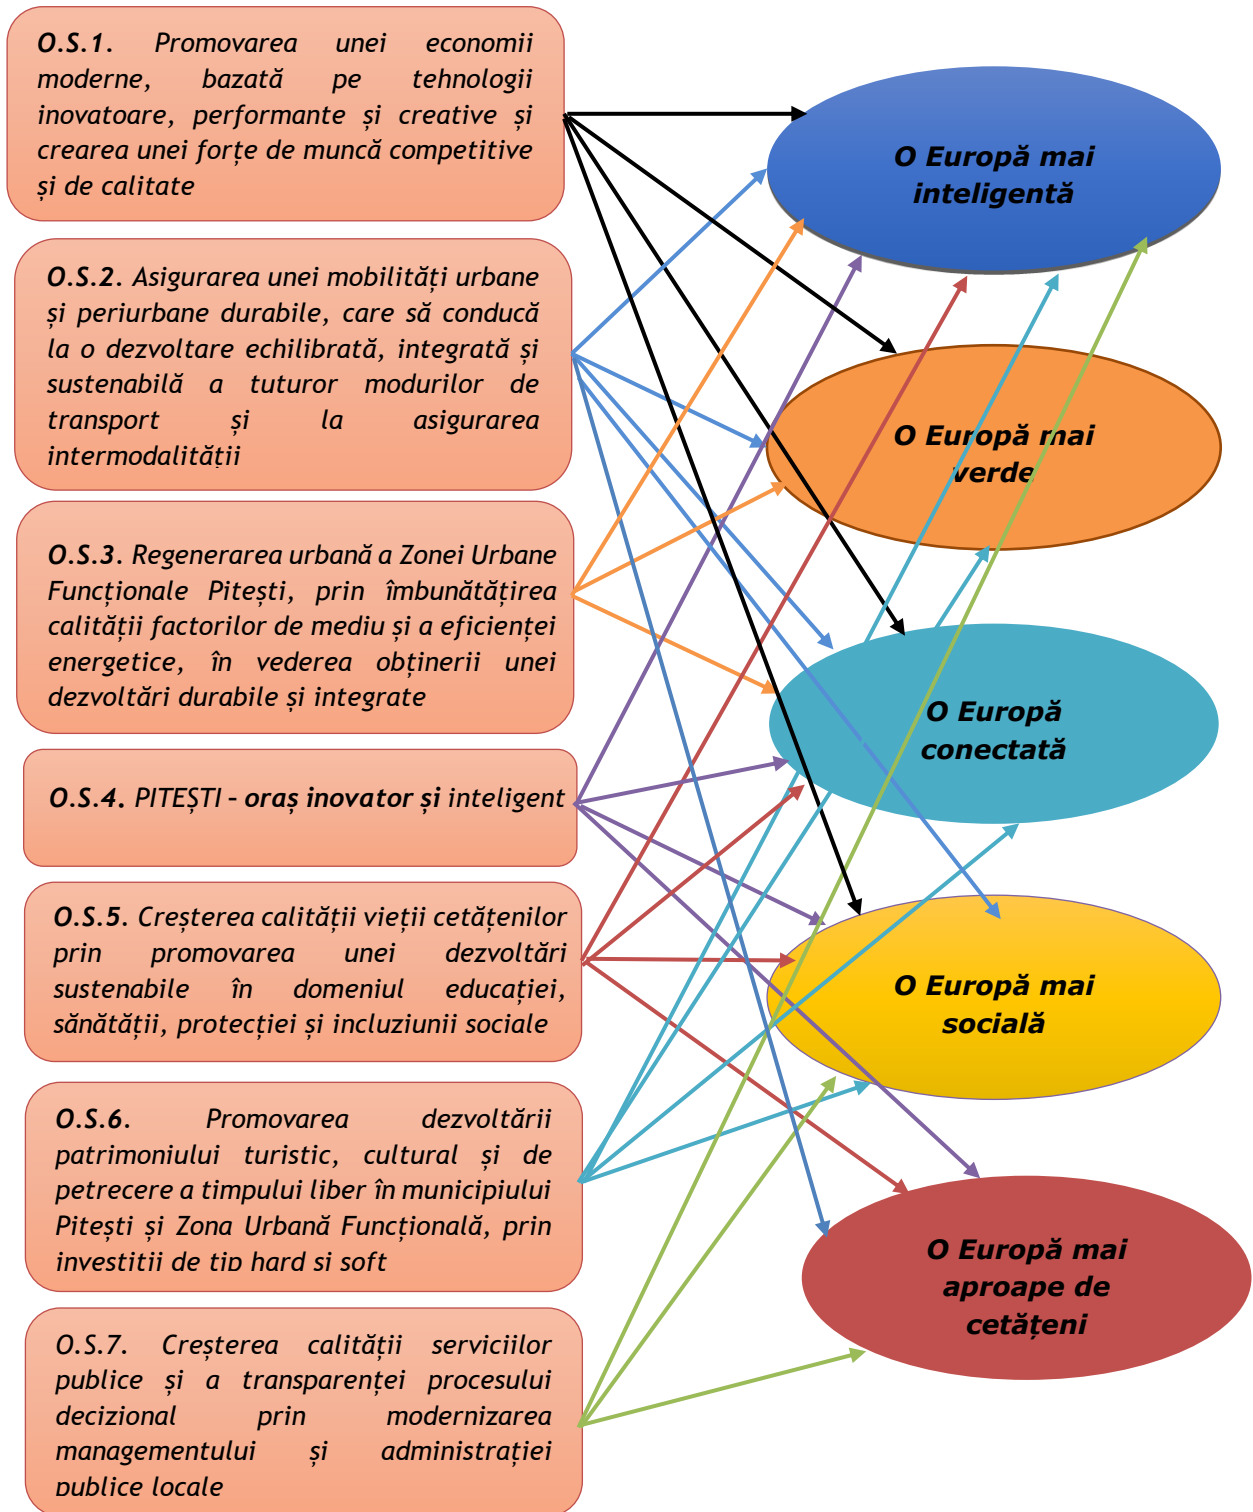 O.S.1. Promovarea unei economii
moderne, bazată pe tehnologii
inovatoare, performante și creative și
crearea unei forțe de muncă competitive
și de calitate
O.S.2. Asigurarea unei mobilități urbane
și periurbane durabile, care să conducă
la o dezvoltare echilibrată, integrată și
sustenabilă a tuturor modurilor de
transport și la asigurarea
intermodalității
O.S.3. Regenerarea urbană a Zonei Urbane
Funcționale Pitești, prin îmbunătățirea
calității factorilor de mediu și a eficienței
energetice, în vederea obținerii unei
dezvoltări durabile și integrate
O.S.4. PITEȘTI – oraș inovator și inteligent
O.S.5. Creșterea calității vieții cetățenilor
prin promovarea unei dezvoltări
sustenabile în domeniul educației,
sănătății, protecției și incluziunii sociale
O.S.6. Promovarea dezvoltării
patrimoniului turistic, cultural și de
petrecere a timpului liber în municipiului
Pitești și Zona Urbană Funcțională, prin
investiții de tip hard și soft
O.S.7. Creșterea calității serviciilor
publice și a transparenței procesului
decizional prin modernizarea
managementului și administrației
publice locale
O Europă mai
inteligentă
O Europă mai
verde
O Europă
conectată
O Europă mai
socială
O Europă mai
aproape de
cetățeni